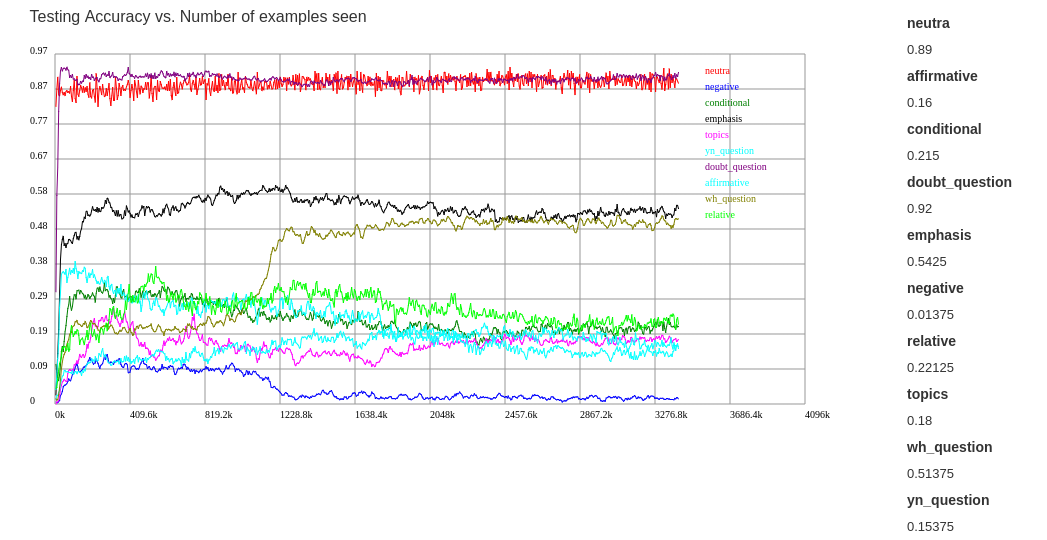 Testing Accuracy vs. Number of examples seen
0.97
0.87
0.77
0.67
0.58
0.48
0.38
0.29
0.19
0.09
0
0k 409.6k 819.2k 1228.8k 1638.4k 2048k 2457.6k 2867.2k 3276.8k 3686.4k 4096k
neutra
negative
conditional
emphasis
topics
yn_question
doubt_question
affirmative
wh_question
relative
neutra
0.89
affirmative
0.16
conditional
0.215
doubt_question
0.92
emphasis
0.5425
negative
0.01375
relative
0.22125
topics
0.18
wh_question
0.51375
yn_question
0.15375